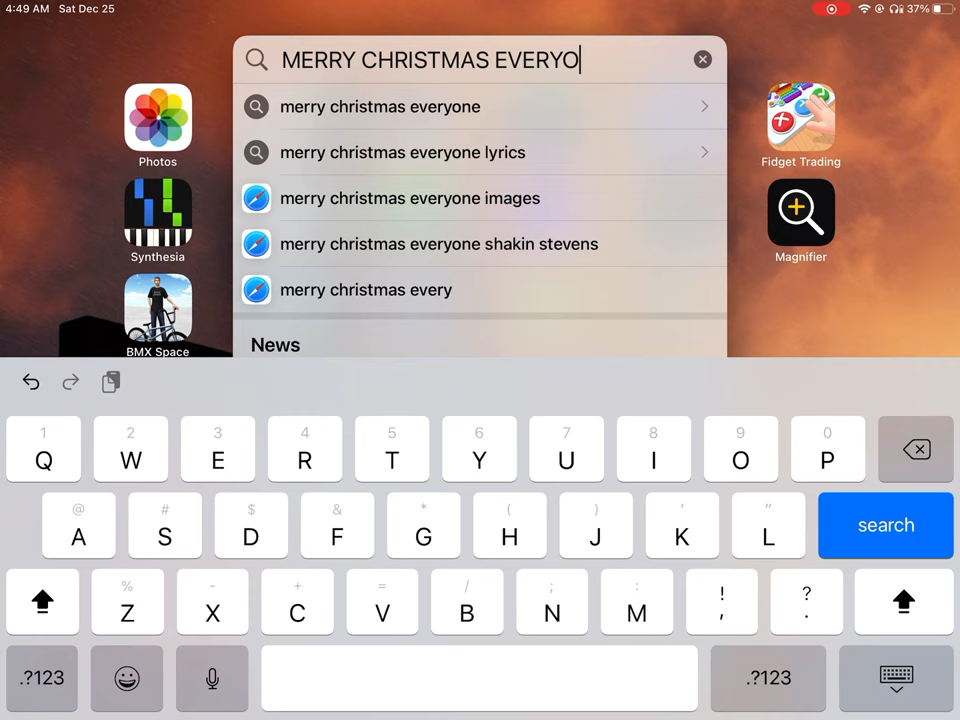 4:49 AM Sat Dec 25 37%
MERRY CHRISTMAS EVERYO
merry christmas everyone
merry christmas everyone lyrics
merry christmas everyone images
merry christmas everyone shakin stevens
merry christmas every
News
Photos
Synthesia
BMX Space
Fidget Trading
Magnifier
1 2 3 4 5 6 7 8 9 0
Q W E R T Y U I O P
@ # $ & * ( ) ' "
A S D F G H J K L search
% - + = / ; : ! ?
Z X C V B N M , .
.?123 .?123